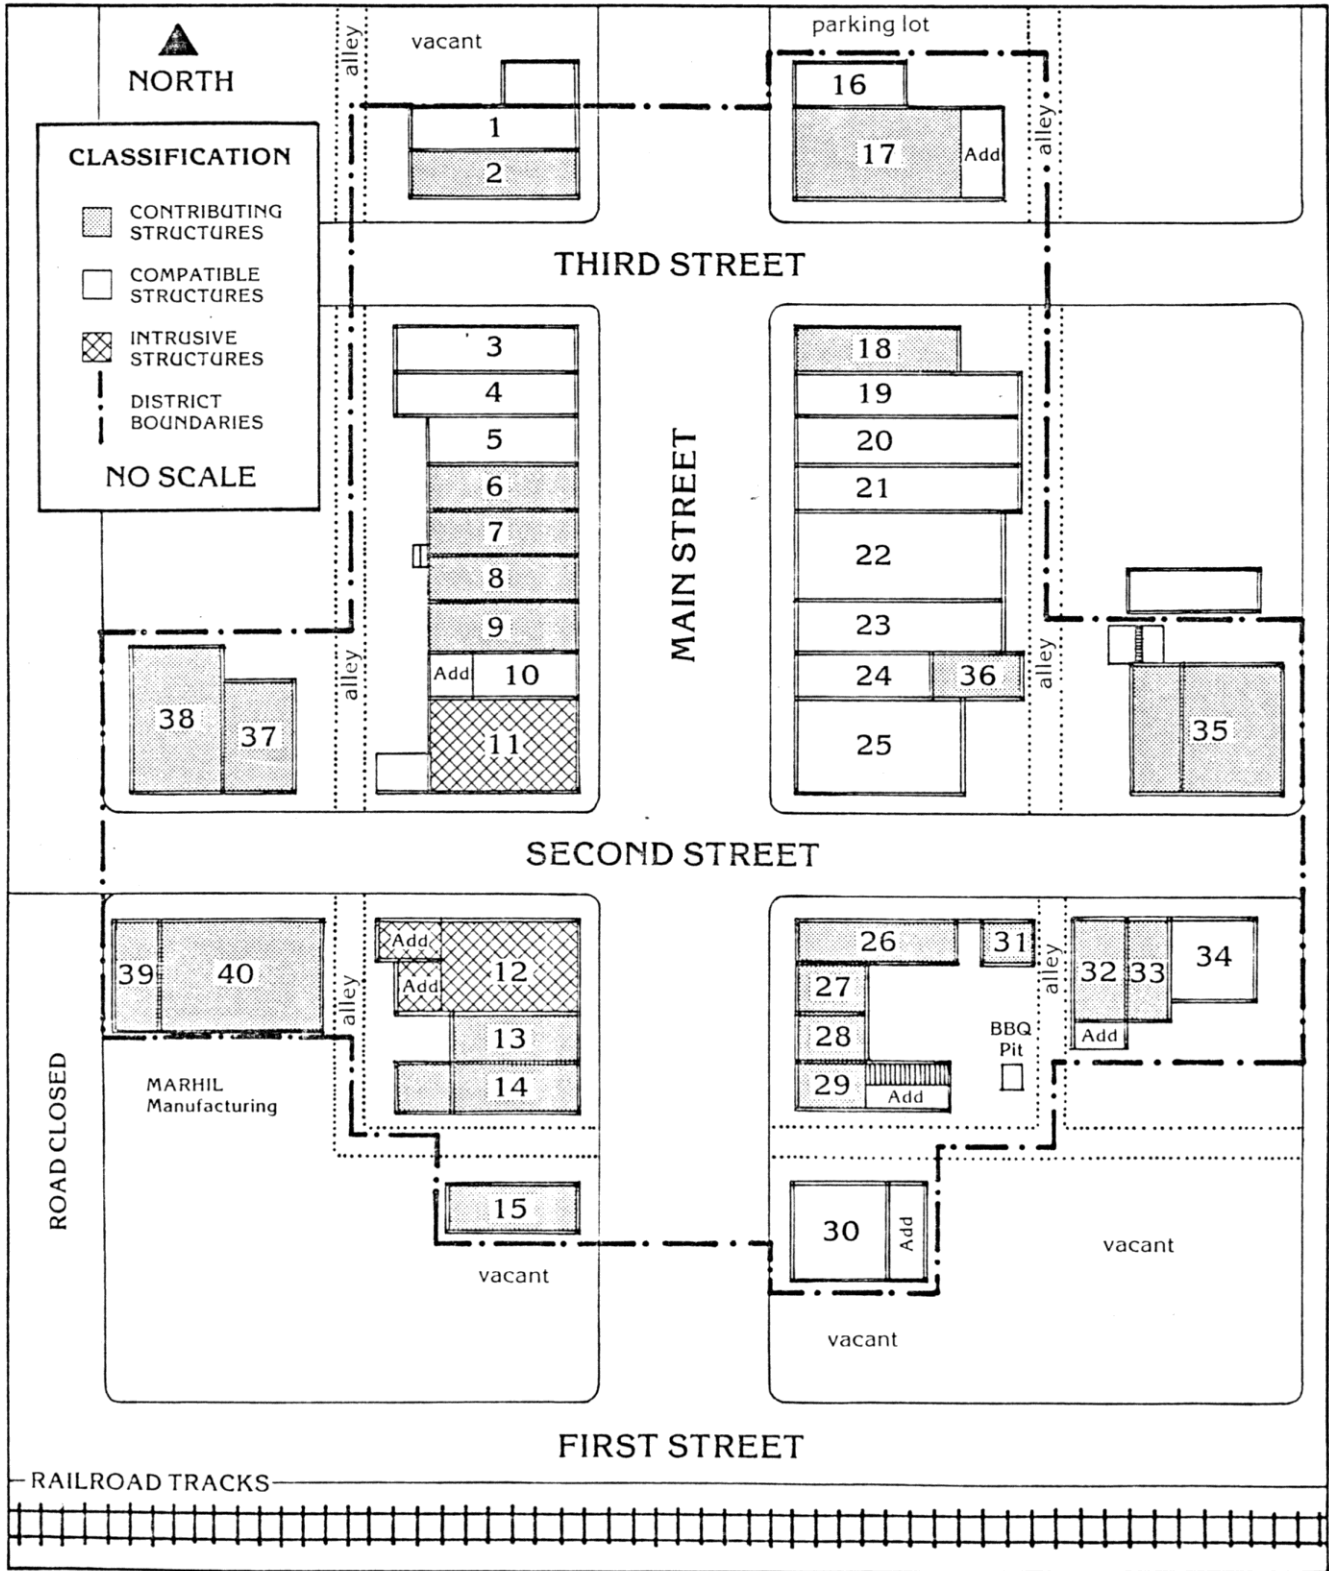 parking lot
alley
vacant
NORTH
16
1
alley
CLASSIFICATION
17
Add
2
CONTRIBUTING
STRUCTURES
THIRD STREET
COMPATIBLE
STRUCTURES
INTRUSIVE
STRUCTURES
3
18
4
19
DISTRICT
BOUNDARIES
5
20
NO SCALE
6
21
MAIN STREET
7
22
8
9
23
alley
Add
10
24
36
alley
38
37
11
25
35
SECOND STREET
Add
12
26
31
39
40
Add
27
32
33
34
alley
alley
13
28
BBQ
Pit
Add
ROAD CLOSED
MARHIL
Manufacturing
14
29
Add
15
30
Add
vacant
vacant
vacant
FIRST STREET
RAILROAD TRACKS